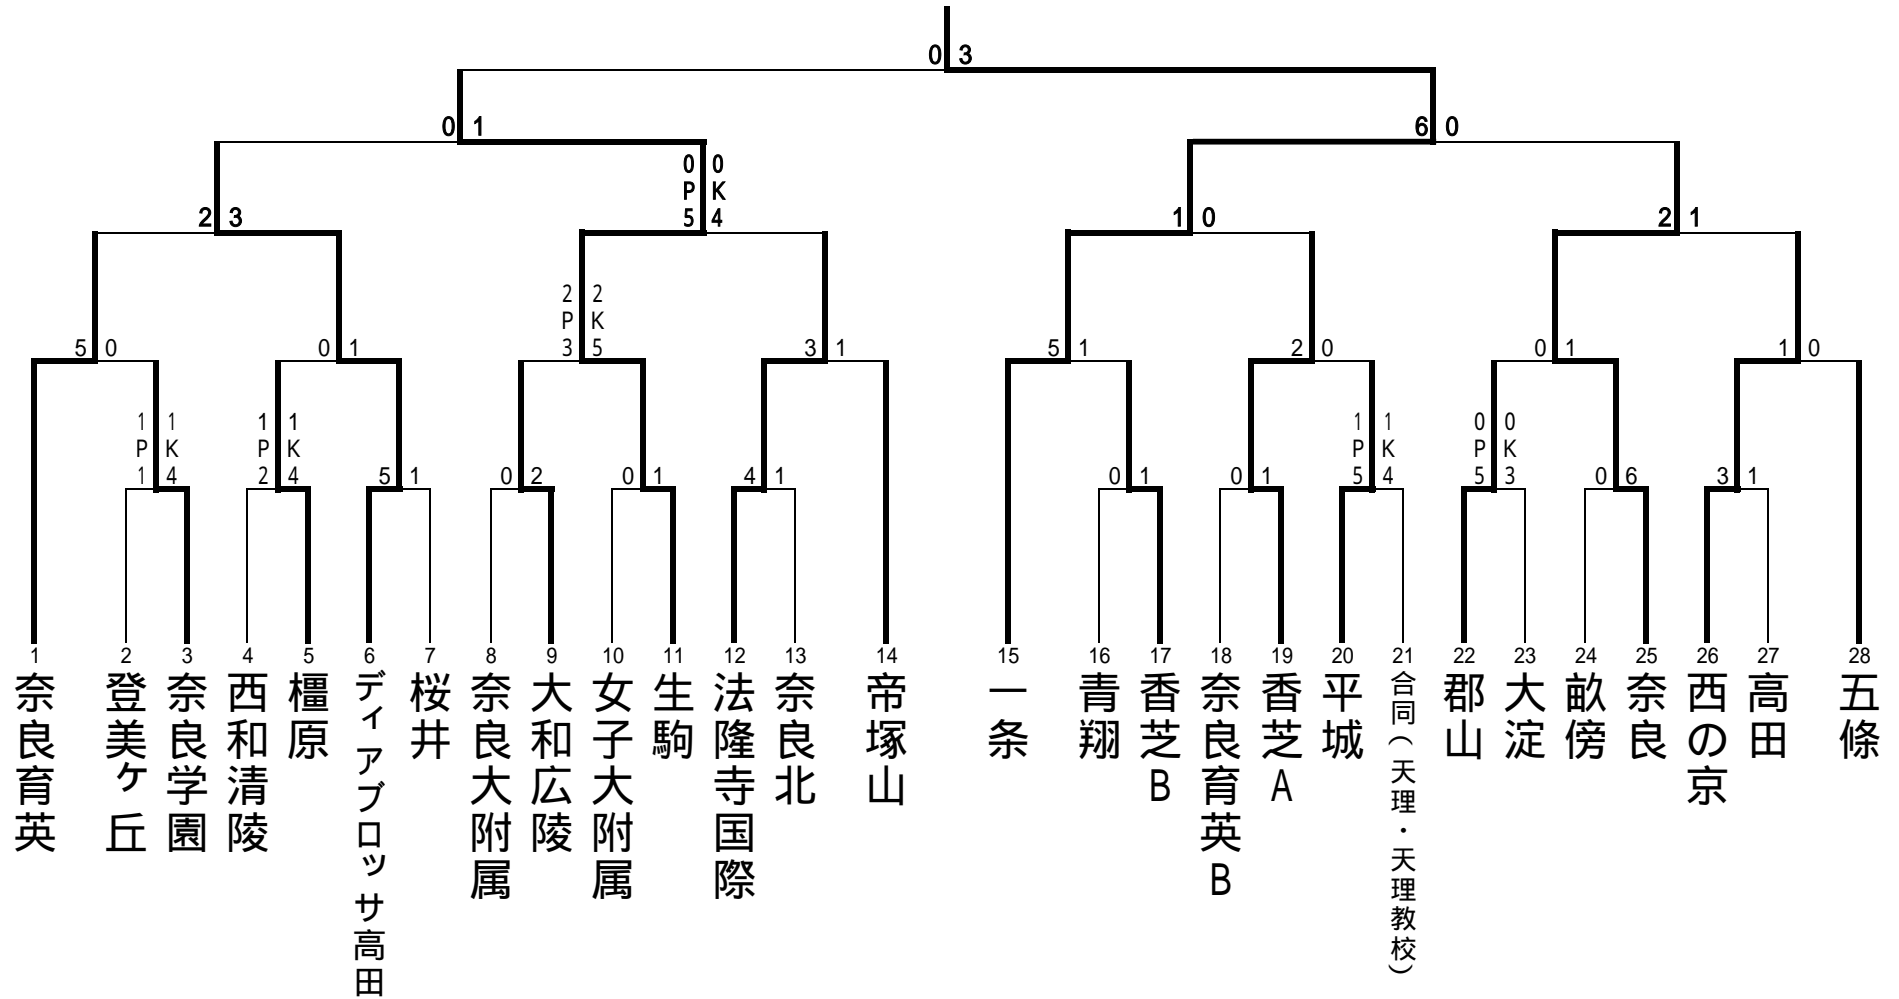 0 3
0 1
6 0
0 0
P K
5 4
2 3
1 0
2 1
2 2
P K
3 5
5 0
0 1
3 1
5 1
2 0
0 1
1 0
1 1
P K
1 4
1 1
P K
2 4
5 1
0 2
0 1
4 1
0 1
0 1
1 1
P K
5 4
0 0
P K
5 3
0 6
3 1
1 2 3 4 5 6 7 8 9 10 11 12 13 14 15 16 17 18 19 20 21 22 23 24 25 26 27 28
奈良育英
登美ケ丘
奈良学園
西和清陵
橿原
ディアブロッサ高田
桜井
奈良大附属
大和広陵
女子大附属
生駒
法隆寺国際
奈良北
帝塚山
一条
青翔
香芝B
奈良育英B
香芝A
平城
合同(天理・天理教校)
郡山
大淀
畝傍
奈良
西の京
高田
五條